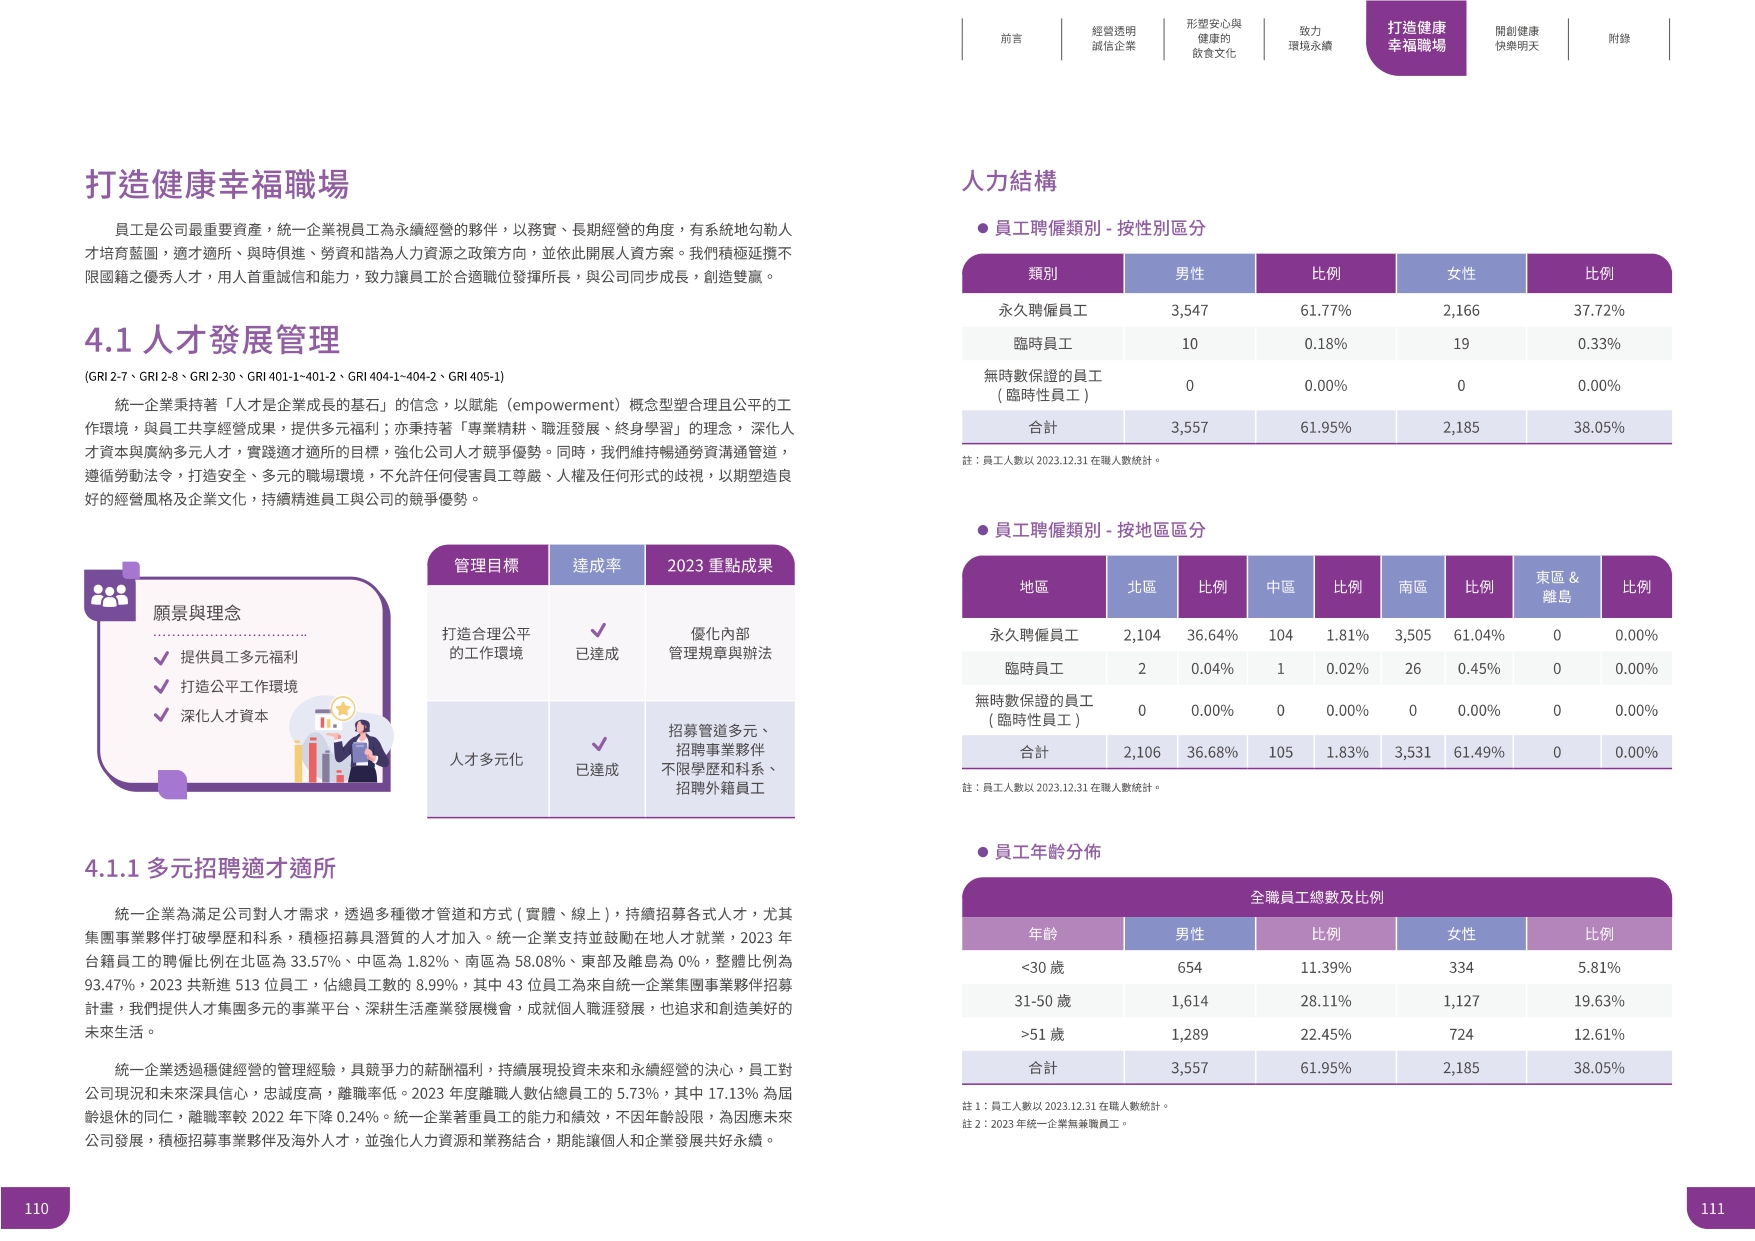 前言
經營透明
誠信企業
形塑安心與
健康的
飲食文化
致力
環境永續
打造健康
幸福職場
開創健康
快樂明天
附錄
打造健康幸福職場
員工是公司最重要資產，統一企業視員工為永續經營的夥伴，以務實、長期經營的角度，有系統地勾勒人
才培育藍圖，適才適所、與時俱進、勞資和諧為人力資源之政策方向，並依此開展人資方案。我們積極延攬不
限國籍之優秀人才，用人首重誠信和能力，致力讓員工於合適職位發揮所長，與公司同步成長，創造雙贏。
4.1 人才發展管理
(GRI 2-7、GRI 2-8、GRI 2-30、GRI 401-1~401-2、GRI 404-1~404-2、GRI 405-1)
統一企業秉持著「人才是企業成長的基石」的信念，以賦能（empowerment）概念型塑合理且公平的工
作環境，與員工共享經營成果，提供多元福利；亦秉持著「專業精耕、職涯發展、終身學習」的理念， 深化人
才資本與廣納多元人才，實踐適才適所的目標，強化公司人才競爭優勢。同時，我們維持暢通勞資溝通管道，
遵循勞動法令，打造安全、多元的職場環境，不允許任何侵害員工尊嚴、人權及任何形式的歧視，以期塑造良
好的經營風格及企業文化，持續精進員工與公司的競爭優勢。
願景與理念
提供員工多元福利
打造公平工作環境
深化人才資本
管理目標 達成率 2023 重點成果
打造合理公平
的工作環境
已達成
優化內部
管理規章與辦法
人才多元化
已達成
招募管道多元、
招聘事業夥伴
不限學歷和科系、
招聘外籍員工
4.1.1 多元招聘適才適所
統一企業為滿足公司對人才需求，透過多種徵才管道和方式 ( 實體、線上 )，持續招募各式人才，尤其
集團事業夥伴打破學歷和科系，積極招募具潛質的人才加入。統一企業支持並鼓勵在地人才就業，2023 年
台籍員工的聘僱比例在北區為 33.57%、中區為 1.82%、南區為 58.08%、東部及離島為 0%，整體比例為
93.47%，2023 共新進 513 位員工，佔總員工數的 8.99%，其中 43 位員工為來自統一企業集團事業夥伴招募
計畫，我們提供人才集團多元的事業平台、深耕生活產業發展機會，成就個人職涯發展，也追求和創造美好的
未來生活。
統一企業透過穩健經營的管理經驗，具競爭力的薪酬福利，持續展現投資未來和永續經營的決心，員工對
公司現況和未來深具信心，忠誠度高，離職率低。2023 年度離職人數佔總員工的 5.73%，其中 17.13% 為屆
齡退休的同仁，離職率較 2022 年下降 0.24%。統一企業著重員工的能力和績效，不因年齡設限，為因應未來
公司發展，積極招募事業夥伴及海外人才，並強化人力資源和業務結合，期能讓個人和企業發展共好永續。
110
人力結構
● 員工聘僱類別 - 按性別區分
類別 男性 比例 女性 比例
永久聘僱員工 3,547 61.77% 2,166 37.72%
臨時員工 10 0.18% 19 0.33%
無時數保證的員工
( 臨時性員工 ) 0 0.00% 0 0.00%
合計 3,557 61.95% 2,185 38.05%
註：員工人數以 2023.12.31 在職人數統計。
● 員工聘僱類別 - 按地區區分
地區 北區 比例 中區 比例 南區 比例 東區 &
離島 比例
永久聘僱員工 2,104 36.64% 104 1.81% 3,505 61.04% 0 0.00%
臨時員工 2 0.04% 1 0.02% 26 0.45% 0 0.00%
無時數保證的員工
( 臨時性員工 ) 0 0.00% 0 0.00% 0 0.00% 0 0.00%
合計 2,106 36.68% 105 1.83% 3,531 61.49% 0 0.00%
註：員工人數以 2023.12.31 在職人數統計。
● 員工年齡分佈
全職員工總數及比例
年齡 男性 比例 女性 比例
<30 歲 654 11.39% 334 5.81%
31-50 歲 1,614 28.11% 1,127 19.63%
>51 歲 1,289 22.45% 724 12.61%
合計 3,557 61.95% 2,185 38.05%
註 1：員工人數以 2023.12.31 在職人數統計。
註 2：2023 年統一企業無兼職員工。
111